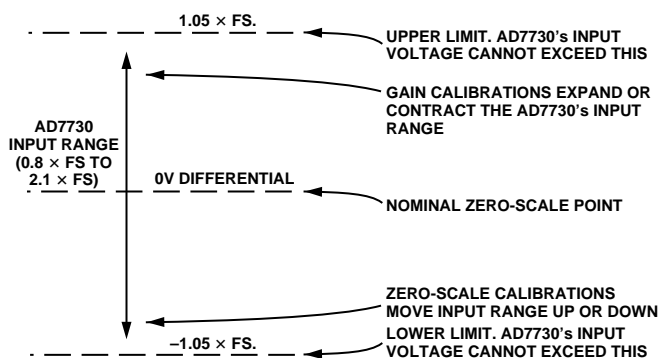 1.05 × FS.
UPPER LIMIT. AD7730's INPUT
VOLTAGE CANNOT EXCEED THIS
GAIN CALIBRATIONS EXPAND OR
CONTRACT THE AD7730's INPUT
RANGE
AD7730
INPUT RANGE
(0.8 × FS TO
2.1 × FS)
0V DIFFERENTIAL
NOMINAL ZERO-SCALE POINT
ZERO-SCALE CALIBRATIONS
MOVE INPUT RANGE UP OR DOWN
–1.05 × FS.
LOWER LIMIT. AD7730's INPUT
VOLTAGE CANNOT EXCEED THIS